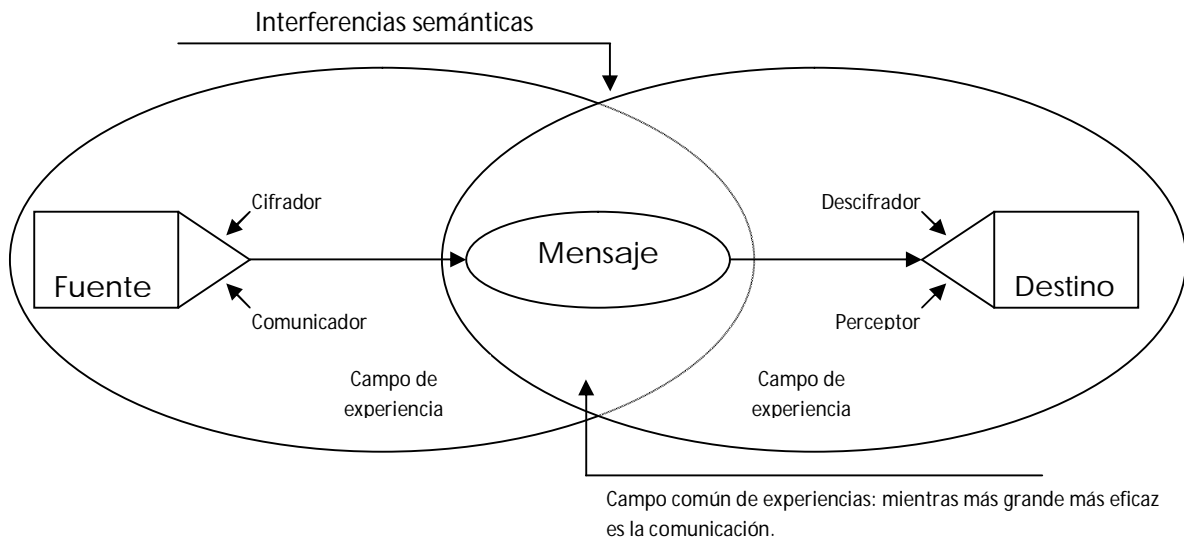 Interferencias semánticas
Cifrador
Descifrador
Mensaje
Fuente
Destino
Comunicador
Perceptor
Campo de
experiencia
Campo de
experiencia
Campo común de experiencias: mientras más grande más eficaz
es la comunicación.